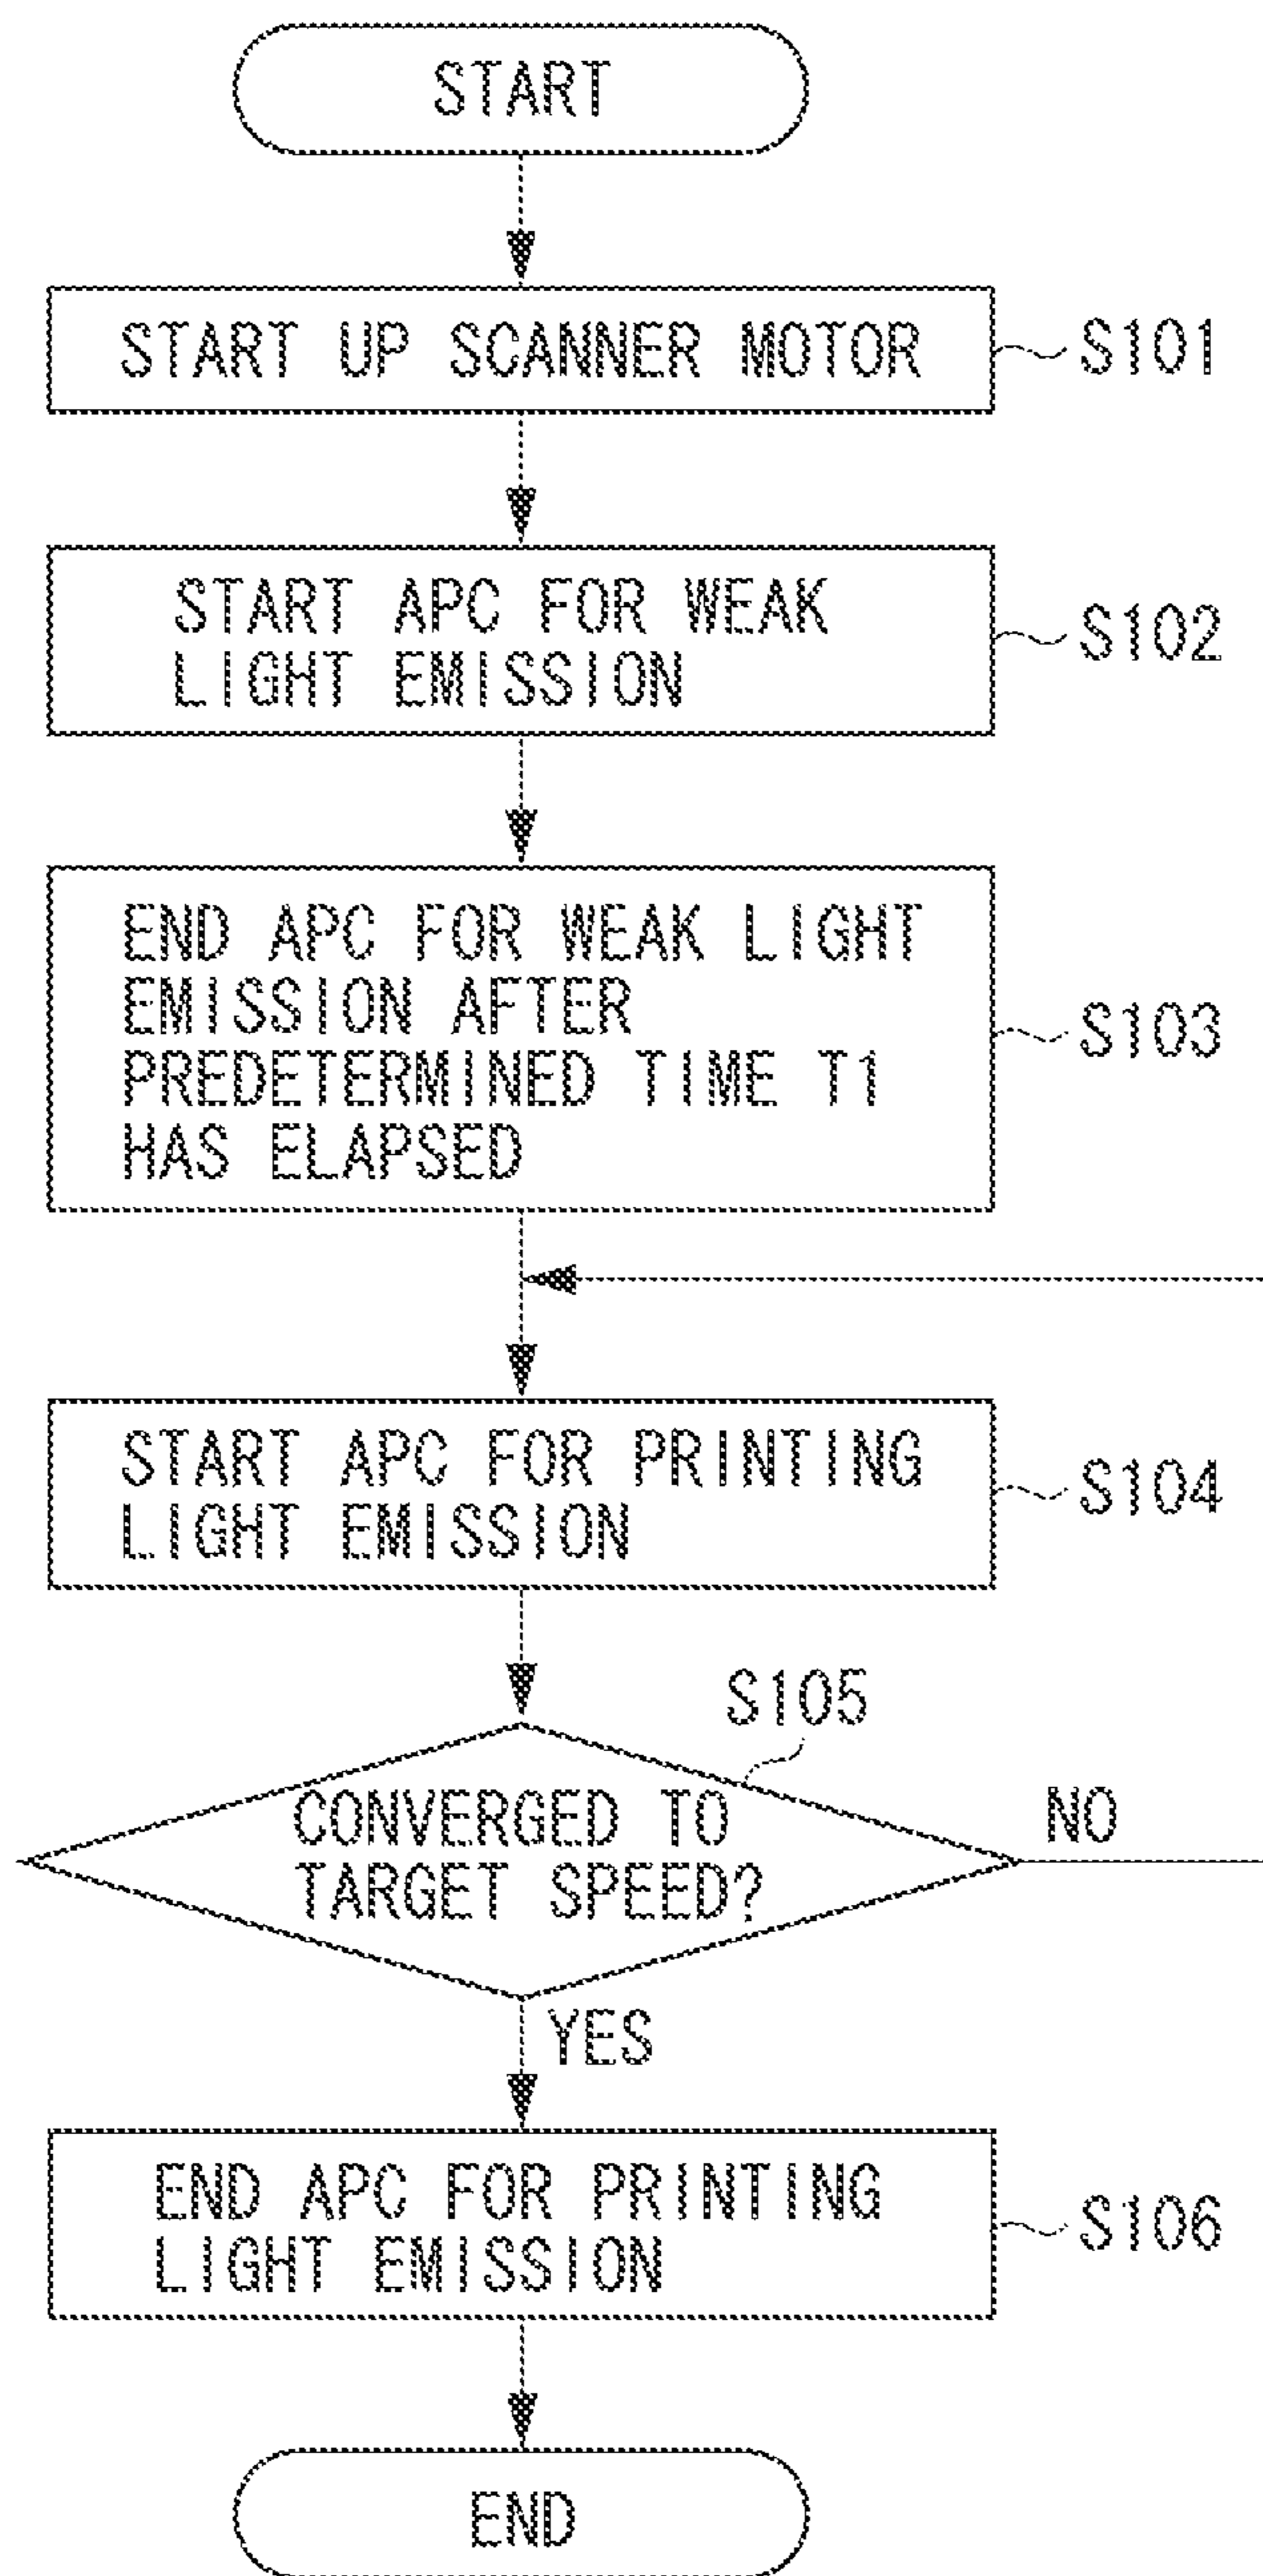 START
START UP SCANNER MOTOR
S101
START APC FOR WEAK
LIGHT EMISSION
S102
END APC FOR WEAK LIGHT
EMISSION AFTER
PREDETERMINED TIME T1
HAS ELAPSED
S103
START APC FOR PRINTING
LIGHT EMISSION
S104
S105
CONVERGED TO
TARGET SPEED?
NO
YES
END APC FOR PRINTING
LIGHT EMISSION
S106
END